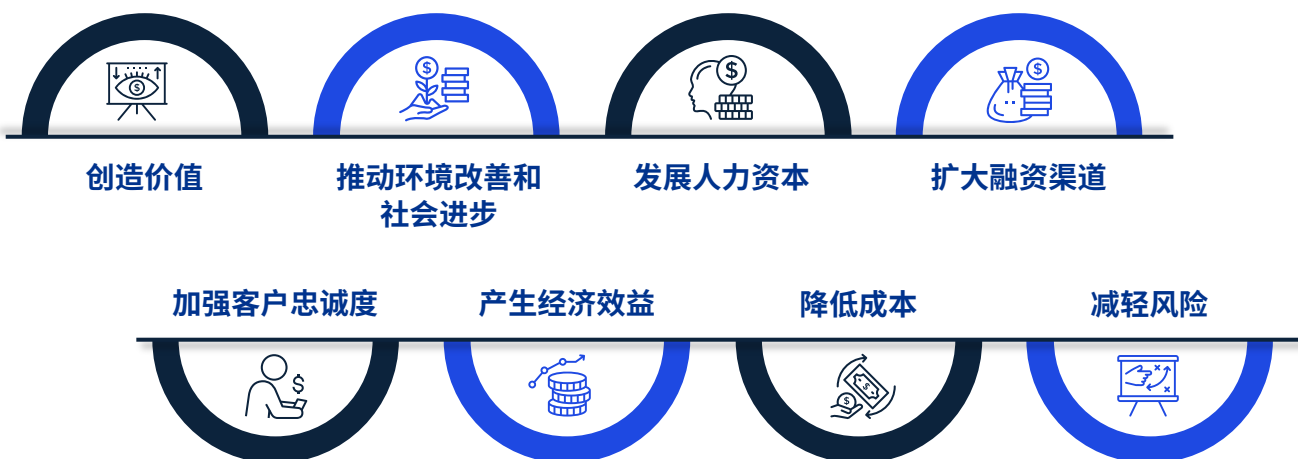 创造价值
推动环境改善和
社会进步
发展人力资本
扩大融资渠道
加强客户忠诚度
产生经济效益
降低成本
减轻风险